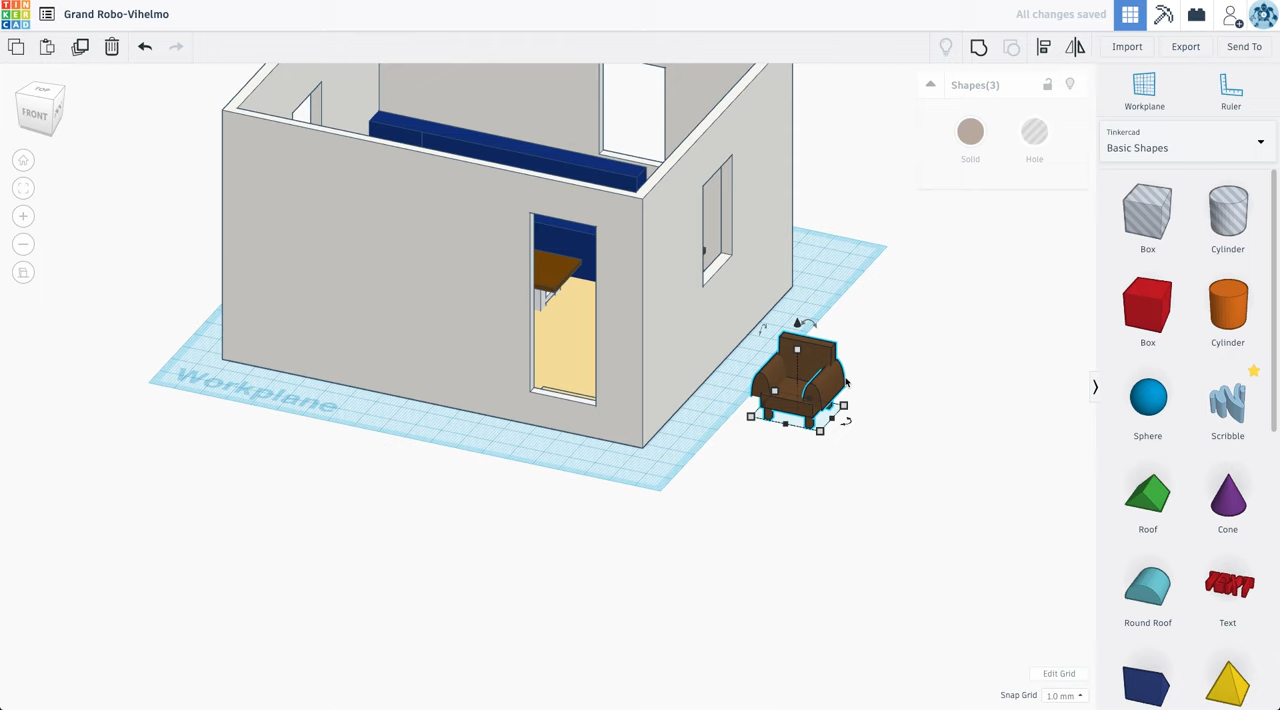 TIN
KER
CAD
Grand Robo-Vihelmo
All changes saved
Import
Export
Send To
TOP
FRONT
Shapes(3)
Solid
Hole
Workplane
Ruler
Tinkercad
Basic Shapes
Box
Cylinder
Box
Cylinder
Sphere
Scribble
Roof
Cone
Round Roof
Text
TEXT
Workplane
Edit Grid
Snap Grid
1.0 mm